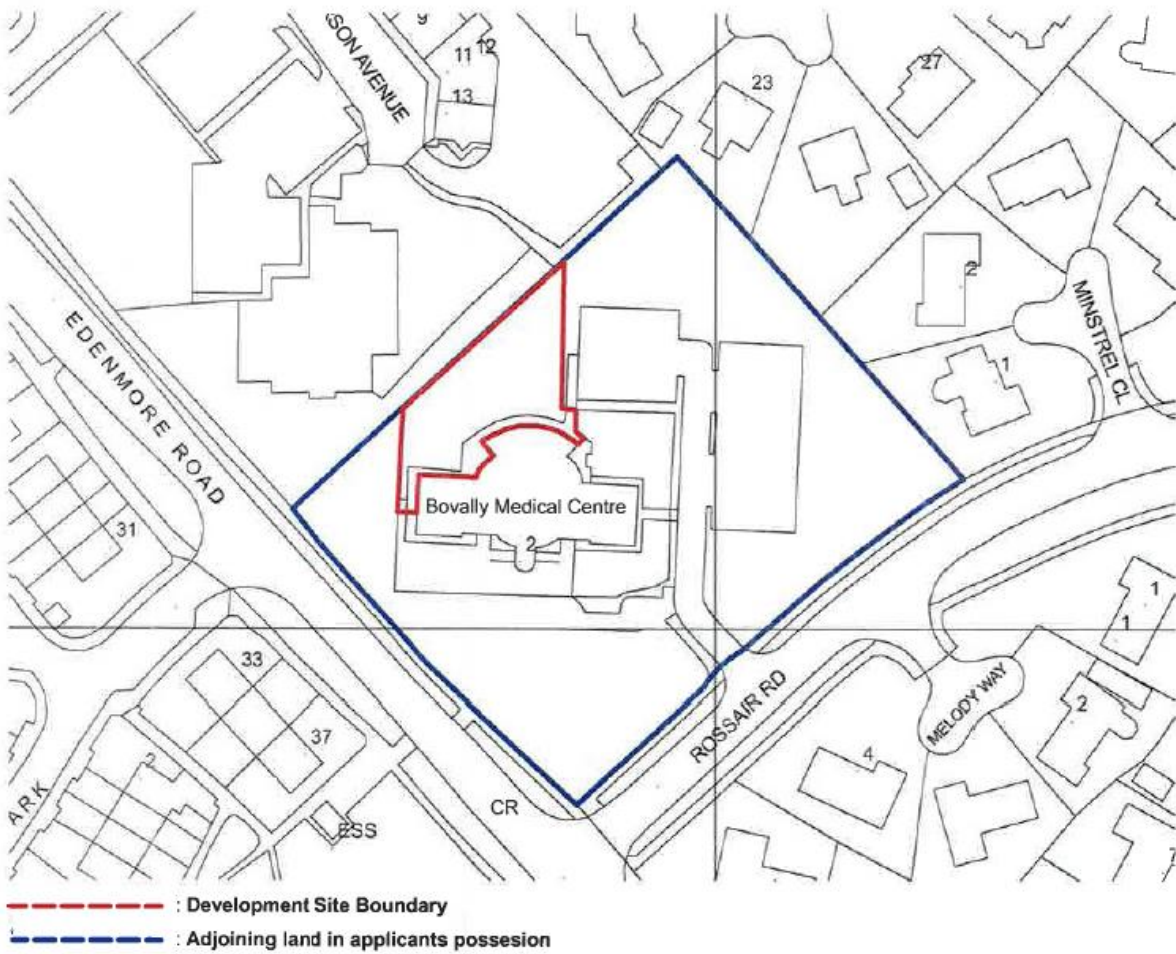 9
11
12
13
SON AVENUE
23
27
2
MINSTREL CL
EDENMORE ROAD
Bovally Medical Centre
2
31
33
37
ROSSAIR RD
MELODY WAY
1
1
2
4
CR
ESS
ARK
7
: Development Site Boundary
: Adjoining land in applicants possesion